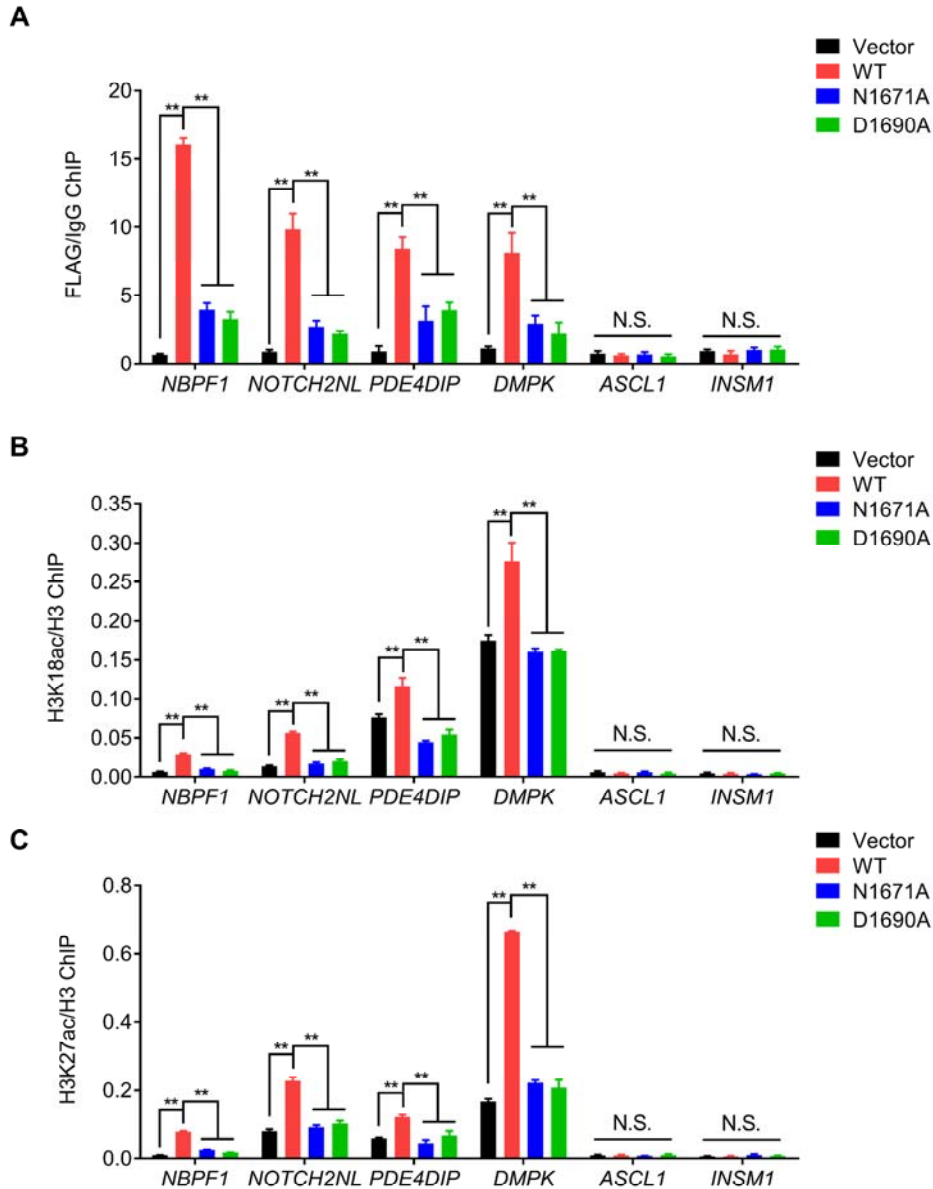 A
Vector
WT
N1671A
D1690A
FLAG/IgG ChIP
20
15
10
5
0
** ** ** ** ** ** ** ** N.S. N.S.
NBPF1 NOTCH2NL PDE4DIP DMPK ASCL1 INSM1
B
Vector
WT
N1671A
D1690A
H3K18ac/H3 ChIP
0.35
0.30
0.25
0.20
0.15
0.10
0.05
0.00
** ** ** ** ** ** ** ** N.S. N.S.
NBPF1 NOTCH2NL PDE4DIP DMPK ASCL1 INSM1
C
Vector
WT
N1671A
D1690A
H3K27ac/H3 ChIP
0.8
0.6
0.4
0.2
0.0
** ** ** ** ** ** ** ** N.S. N.S.
NBPF1 NOTCH2NL PDE4DIP DMPK ASCL1 INSM1